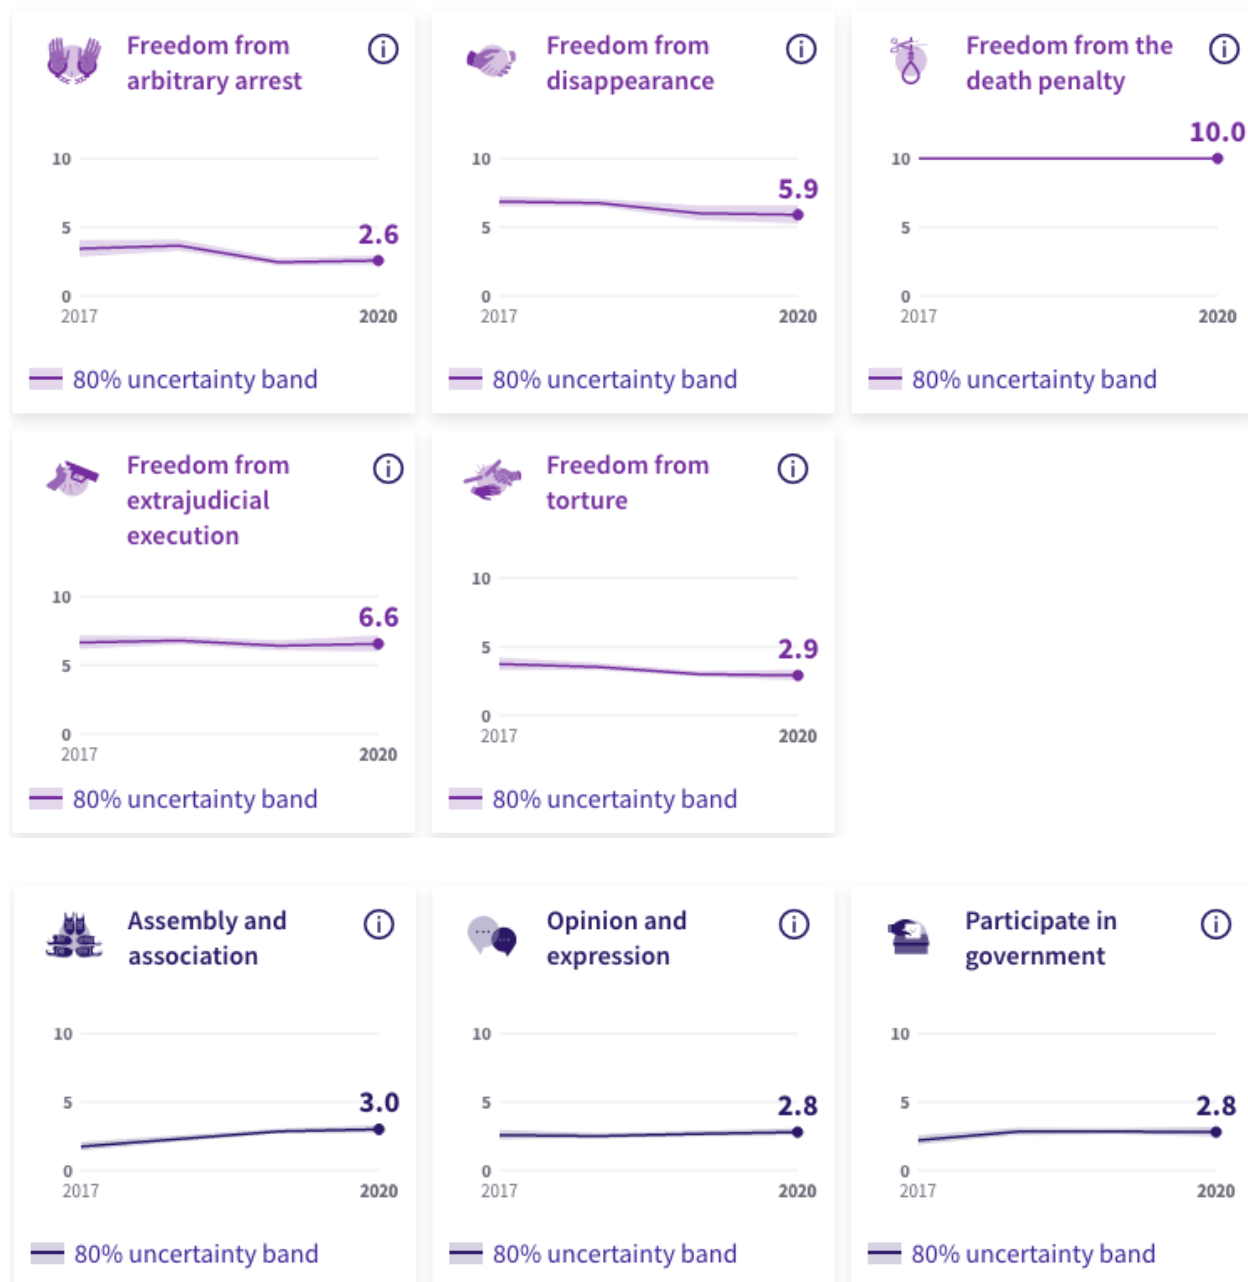 Freedom from
arbitrary arrest
10
5
2.6
0
2017
2020
80% uncertainty band
Freedom from
disappearance
10
5.9
5
0
2017
2020
80% uncertainty band
Freedom from the
death penalty
10.0
10
5
0
2017
2020
80% uncertainty band
Freedom from
extrajudicial
execution
10
6.6
5
0
2017
2020
80% uncertainty band
Freedom from
torture
10
5
2.9
0
2017
2020
80% uncertainty band
Assembly and
association
10
5
3.0
0
2017
2020
80% uncertainty band
Opinion and
expression
10
5
2.8
0
2017
2020
80% uncertainty band
Participate in
government
10
5
2.8
0
2017
2020
80% uncertainty band